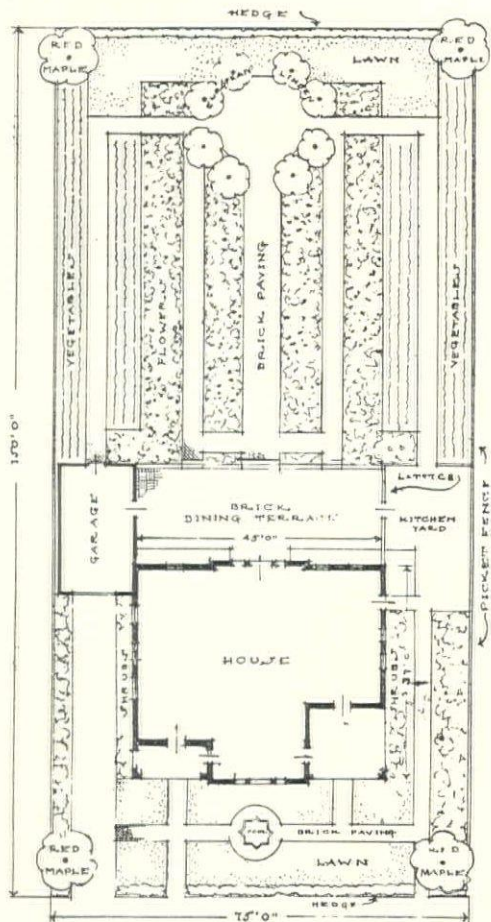 HEDGE
RED
MAPLE
RED
MAPLE
LAWN
VEGETABLES
FLOWERS
BRICK PAVING
VEGETABLES
150'0"
GARAGE
BRICK
DINING TERRACE
45'0"
LATTICE
KITCHEN
YARD
PICKET FENCE
HOUSE
SHRUBS
SHRUBS
POOL
BRICK PAVING
RED
MAPLE
RED
MAPLE
LAWN
HEDGE
75'0"